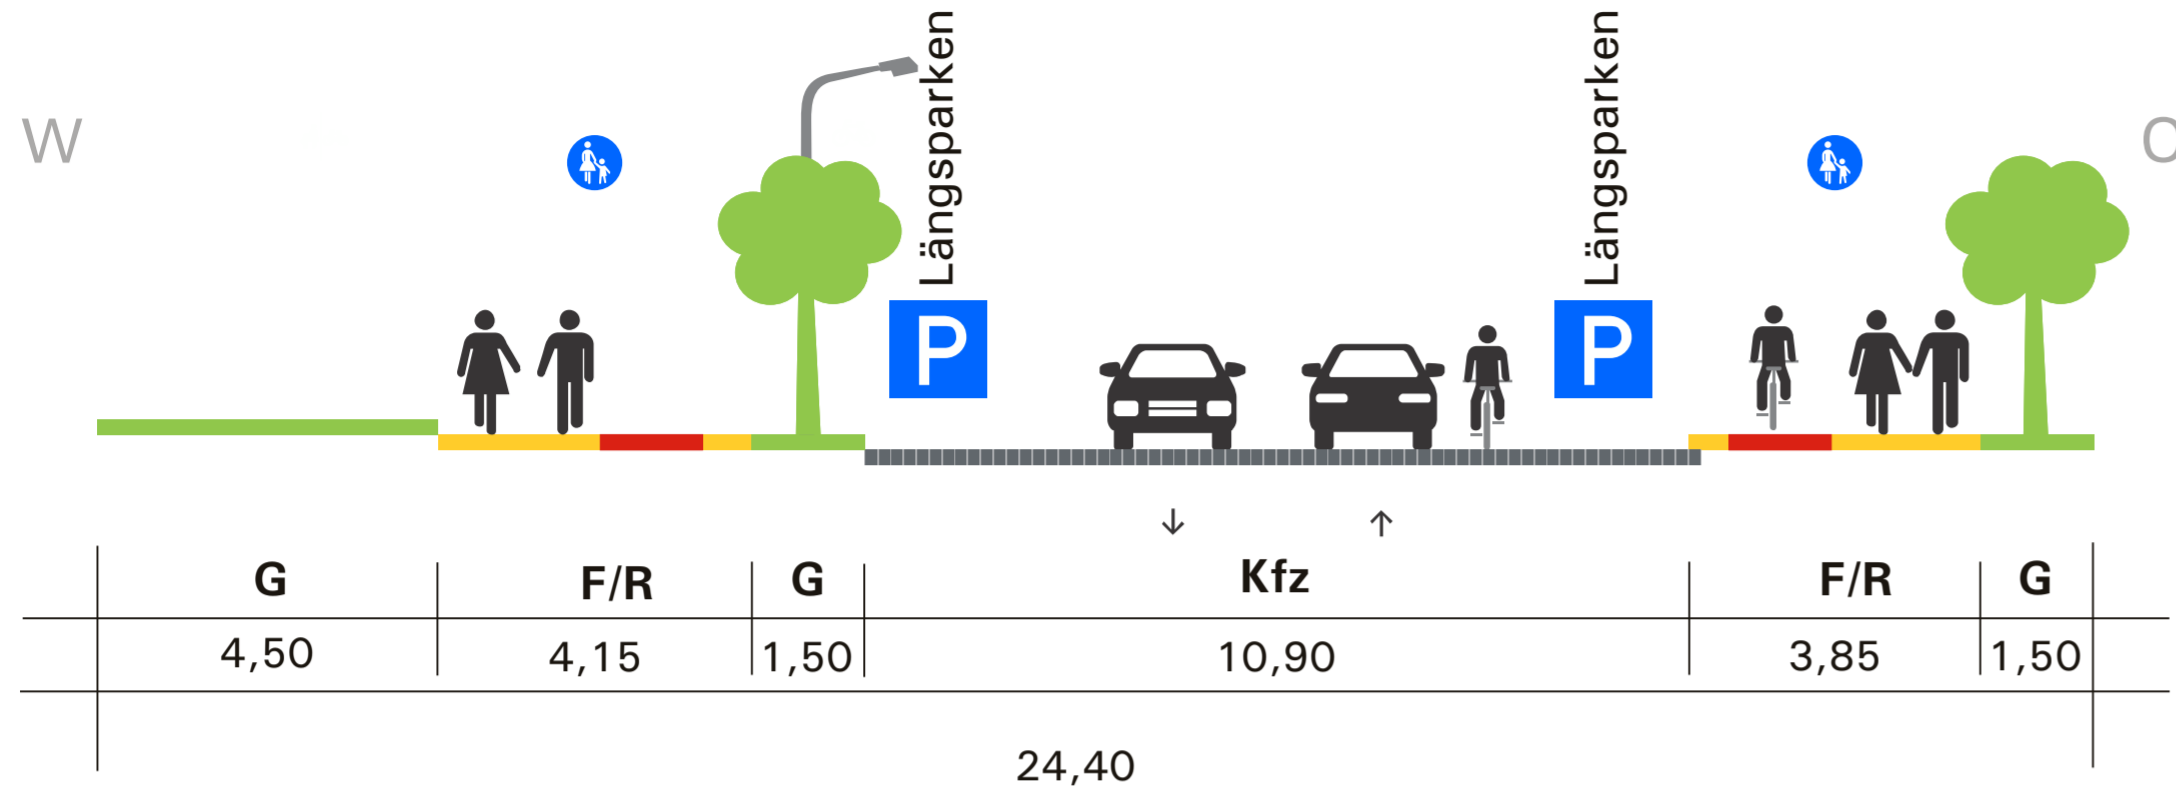 Längsparken
Längsparken
W
O
P
P
↓ ↑
G F/R G Kfz F/R G
4,50 4,15 1,50 10,90 3,85 1,50
24,40